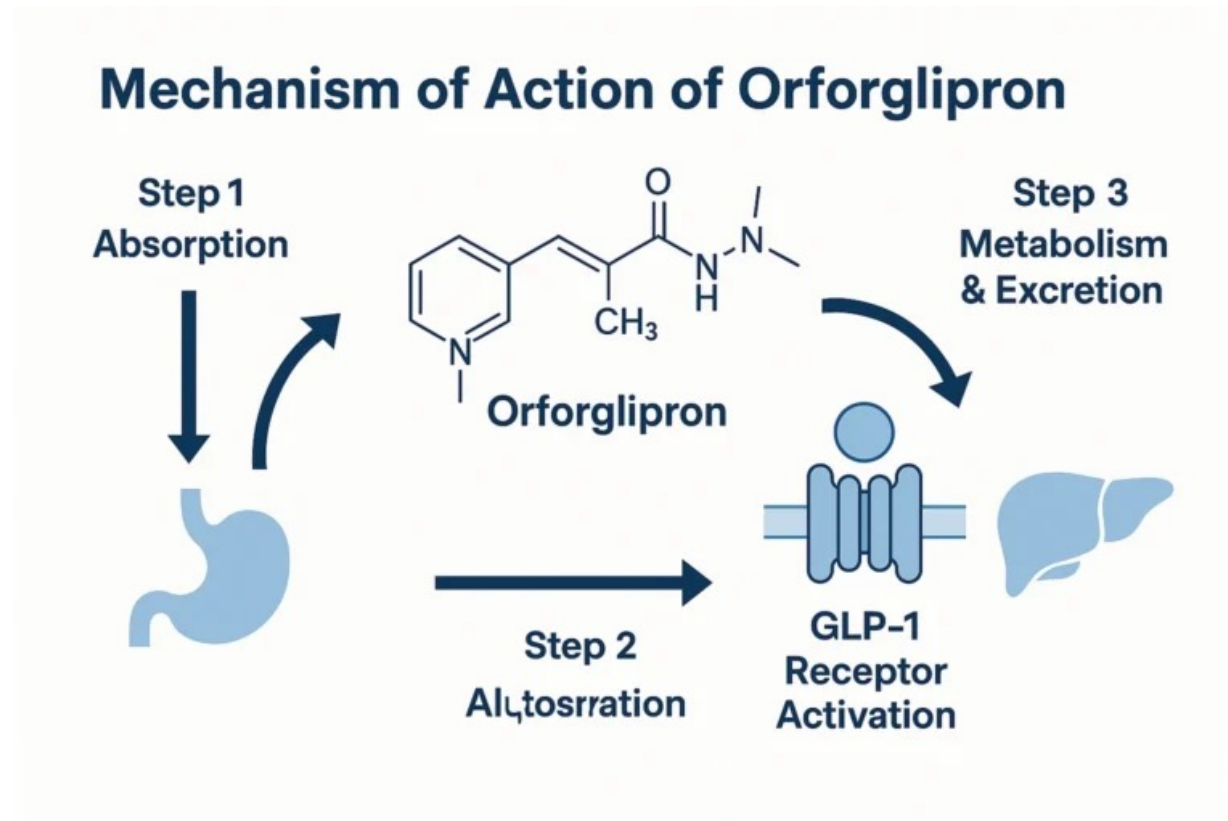 Mechanism of Action of Orforglipron
Step 1
Absorption
O
N
N
H
CH₃
N
Orforglipron
Step 3
Metabolism
& Excretion
Step 2
GLP-1
Receptor
Activation